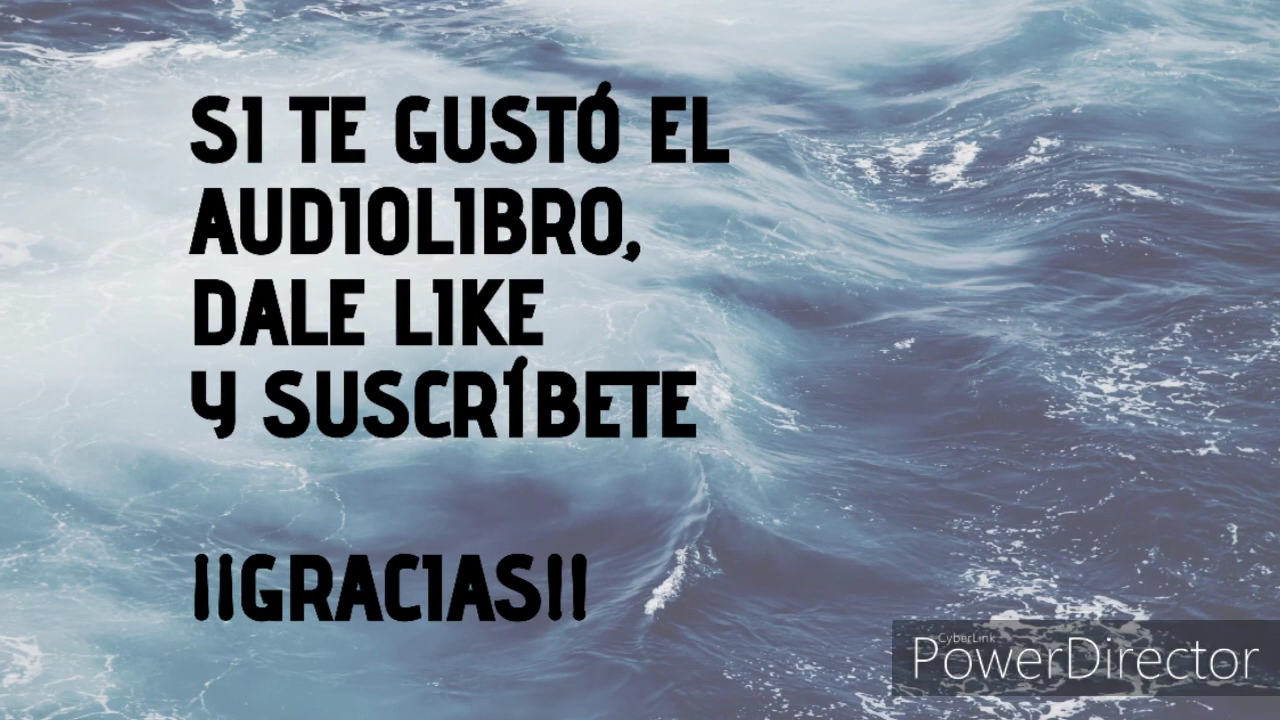 SI TE GUSTÓ EL
AUDIOLIBRO,
DALE LIKE
Y SUSCRÍBETE
¡¡GRACIAS!!
CyberLink
PowerDirector